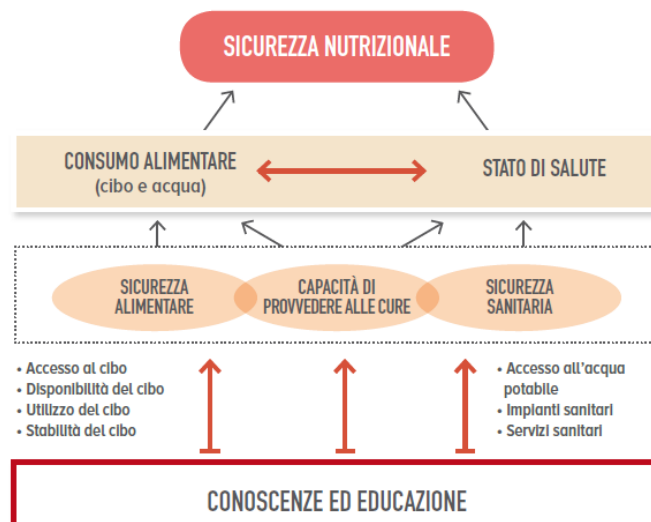 SICUREZZA NUTRIZIONALE
CONSUMO ALIMENTARE
(cibo e acqua)
STATO DI SALUTE
SICUREZZA
ALIMENTARE
CAPACITÀ DI
PROVVEDERE ALLE CURE
SICUREZZA
SANITARIA
• Accesso al cibo
• Disponibilità del cibo
• Utilizzo del cibo
• Stabilità del cibo
• Accesso all'acqua
potabile
• Impianti sanitari
• Servizi sanitari
CONOSCENZE ED EDUCAZIONE